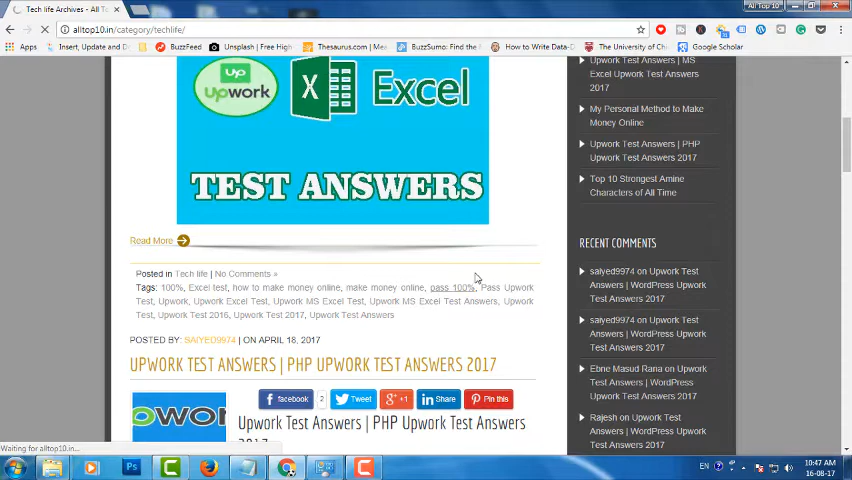 Tech life Archives - All To
All Top 10
alltop10.in/category/techlife/
Apps
Insert, Update and D
BuzzFeed
Unsplash | Free High
Thesaurus.com | Me
BuzzSumo: Find the
How to Write Data-D
The University of Chi
Google Scholar
up
Upwork
X
Excel
TEST ANSWERS
Read More
Posted in Tech life | No Comments »
Tags: 100%, Excel test, how to make money online, make money online, pass 100%, Pass Upwork
Test, Upwork, Upwork Excel Test, Upwork MS Excel Test, Upwork MS Excel Test Answers, Upwork
Test 2016, Upwork Test 2017, Upwork Test Answers
POSTED BY: SAIYED9974 | ON APRIL 18, 2017
UPWORK TEST ANSWERS | PHP UPWORK TEST ANSWERS 2017
facebook
2
Tweet
+1
Share
Pin this
Upwork Test Answers | PHP Upwork Test Answers
2017
Upwork Test Answers | MS
Excel Upwork Test Answers
2017
My Personal Method to Make
Money Online
Upwork Test Answers | PHP
Upwork Test Answers 2017
Top 10 Strongest Amine
Characters of All Time
RECENT COMMENTS
saiyed9974 on Upwork Test
Answers | WordPress Upwork
Test Answers 2017
saiyed9974 on Upwork Test
Answers | WordPress Upwork
Test Answers 2017
Ebne Masud Rana on Upwork
Test Answers | WordPress
Upwork Test Answers 2017
Rajesh on Upwork Test
Answers | WordPress Upwork
Waiting for alltop10.in...
EN
10:47 AM
16-08-17